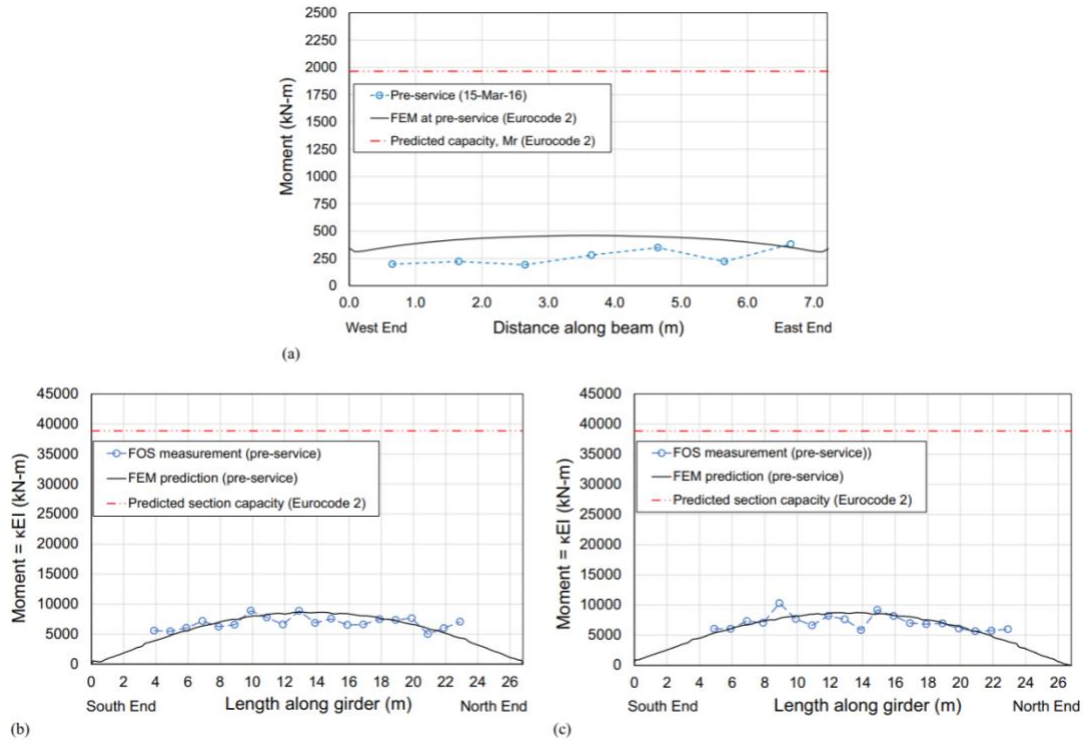 2500
2250
2000
1750
1500
1250
1000
750
500
250
0
Moment (kN-m)
Pre-service (15-Mar-16)
FEM at pre-service (Eurocode 2)
Predicted capacity, Mr (Eurocode 2)
0.0 1.0 2.0 3.0 4.0 5.0 6.0 7.0
West End Distance along beam (m) East End
(a)
45000
40000
35000
30000
25000
20000
15000
10000
5000
0
Moment = κEI (kN-m)
FOS measurement (pre-service)
FEM prediction (pre-service)
Predicted section capacity (Eurocode 2)
0 2 4 6 8 10 12 14 16 18 20 22 24 26
South End Length along girder (m) North End
(b)
45000
40000
35000
30000
25000
20000
15000
10000
5000
0
Moment = κEI (kN-m)
FOS measurement (pre-service))
FEM prediction (pre-service)
Predicted section capacity (Eurocode 2)
0 2 4 6 8 10 12 14 16 18 20 22 24 26
South End Length along girder (m) North End
(c)